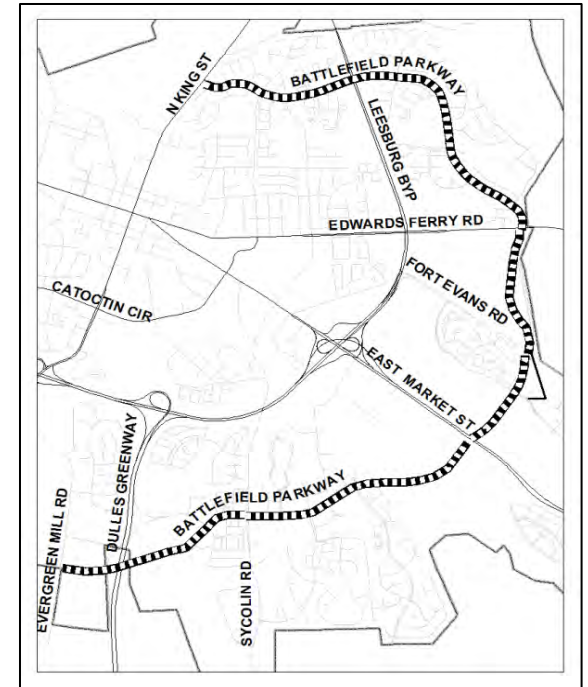 BATTLEFIELD PARKWAY
N KING ST
LEESBURG BYP
EDWARDS FERRY RD
FORT EVANS RD
CATOCTIN CIR
EAST MARKET ST
DULLES GREENWAY
BATTLEFIELD PARKWAY
EVERGREEN MILL RD
SYCOLIN RD